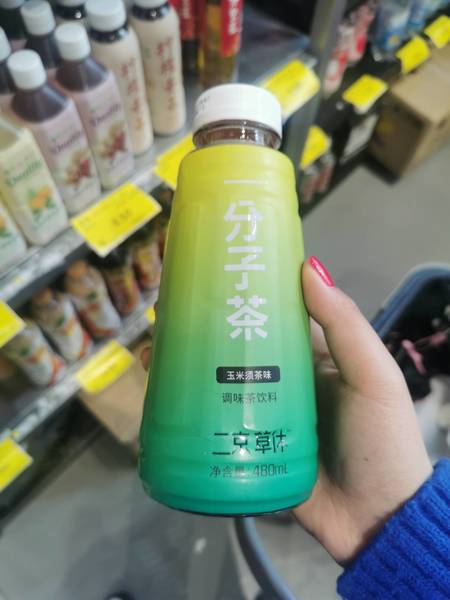 一分子茶
玉米须茶味
调味茶饮料
二京草体
净含量:480mL